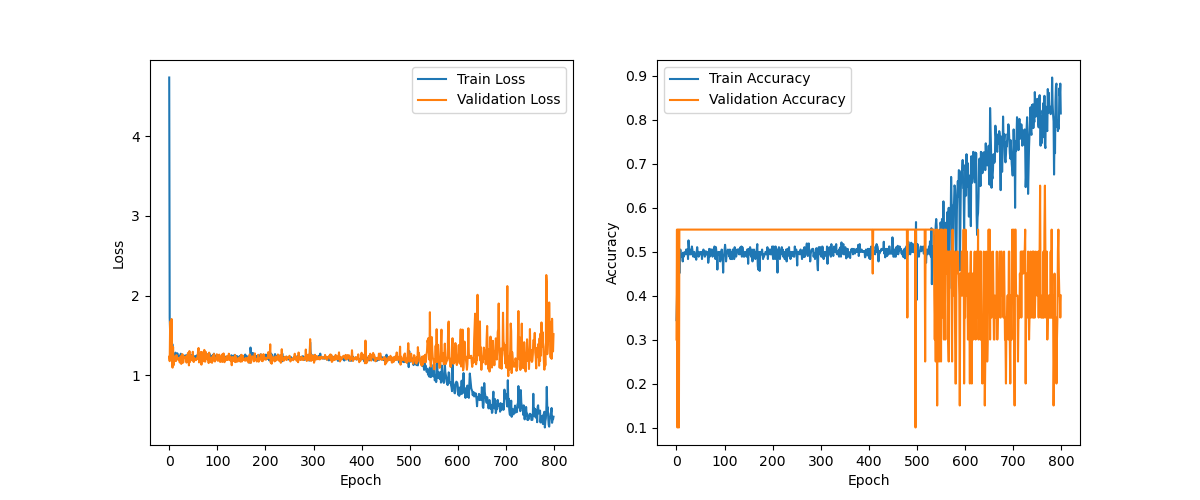 Train Loss
Validation Loss
4
3
2
1
Loss
0 100 200 300 400 500 600 700 800
Epoch
Train Accuracy
Validation Accuracy
0.9
0.8
0.7
0.6
0.5
0.4
0.3
0.2
0.1
Accuracy
0 100 200 300 400 500 600 700 800
Epoch